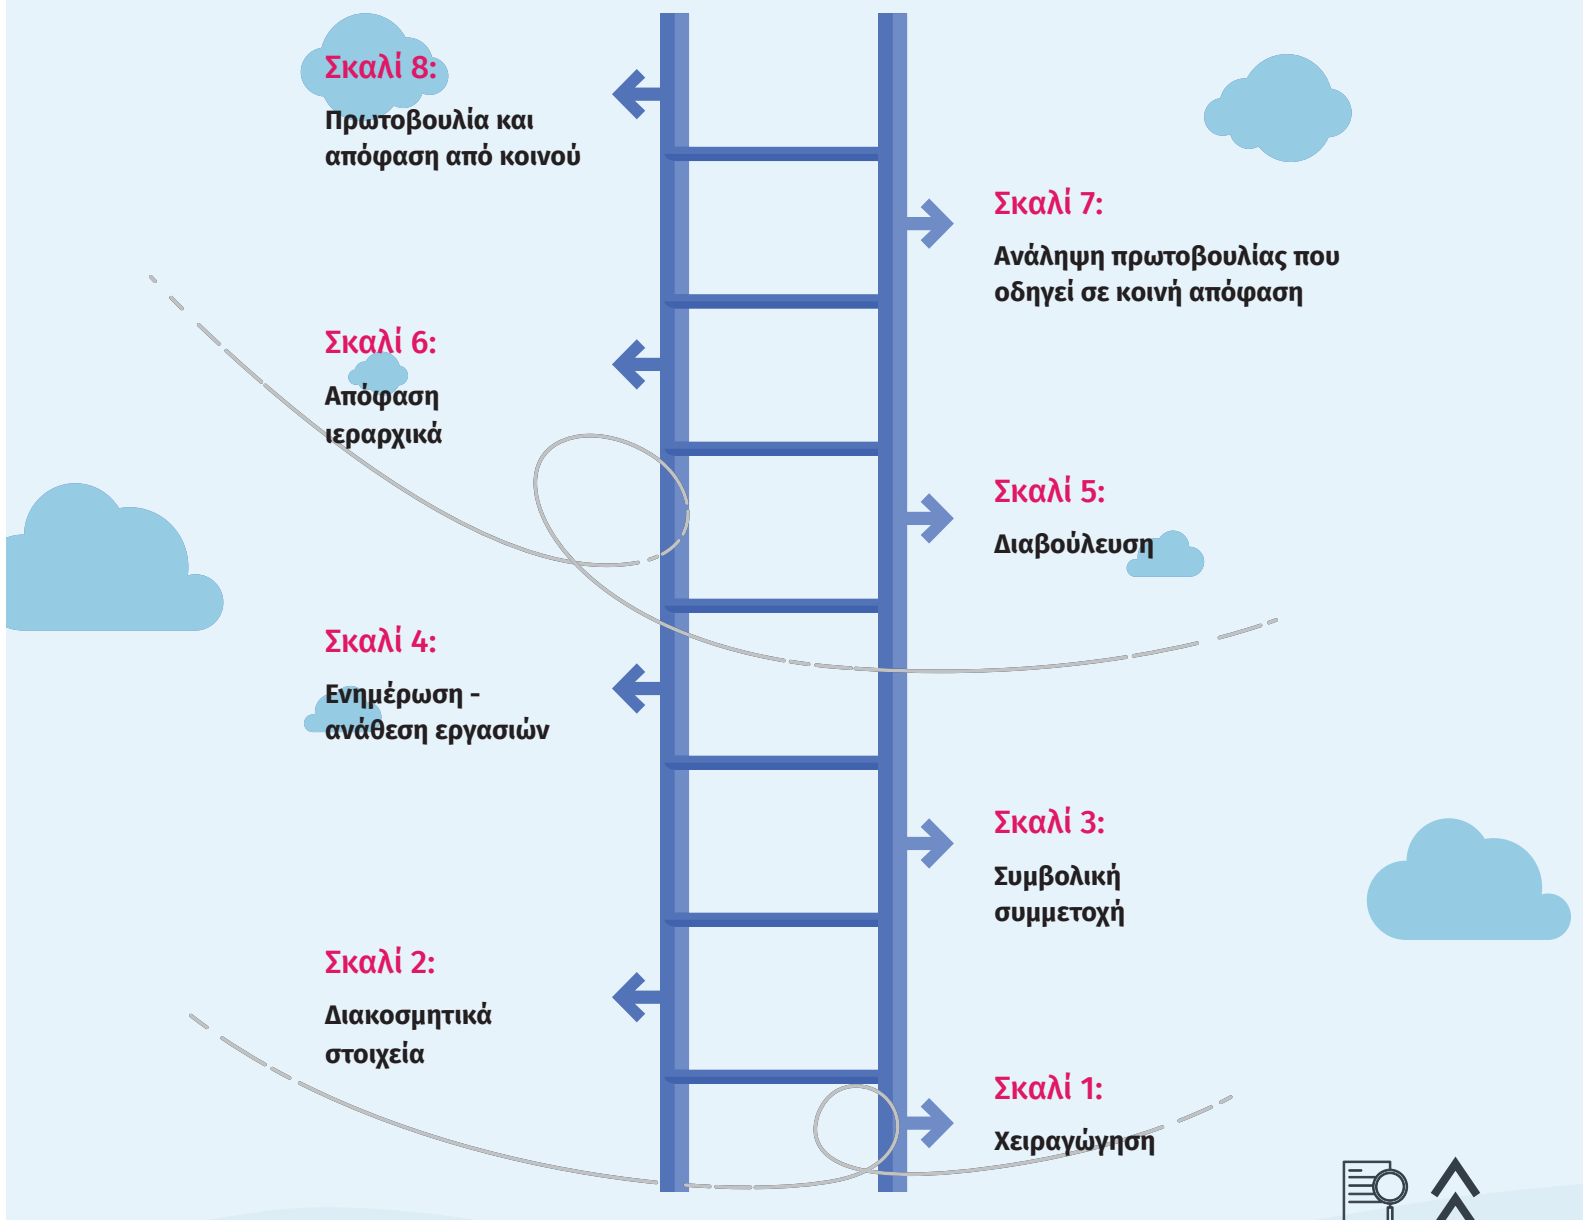 Σκαλί 8:
Πρωτοβουλία και
απόφαση από κοινού
Σκαλί 7:
Ανάληψη πρωτοβουλίας που
οδηγεί σε κοινή απόφαση
Σκαλί 6:
Απόφαση
ιεραρχικά
Σκαλί 5:
Διαβούλευση
Σκαλί 4:
Ενημέρωση -
ανάθεση εργασιών
Σκαλί 3:
Συμβολική
συμμετοχή
Σκαλί 2:
Διακοσμητικά
στοιχεία
Σκαλί 1:
Χειραγώγηση